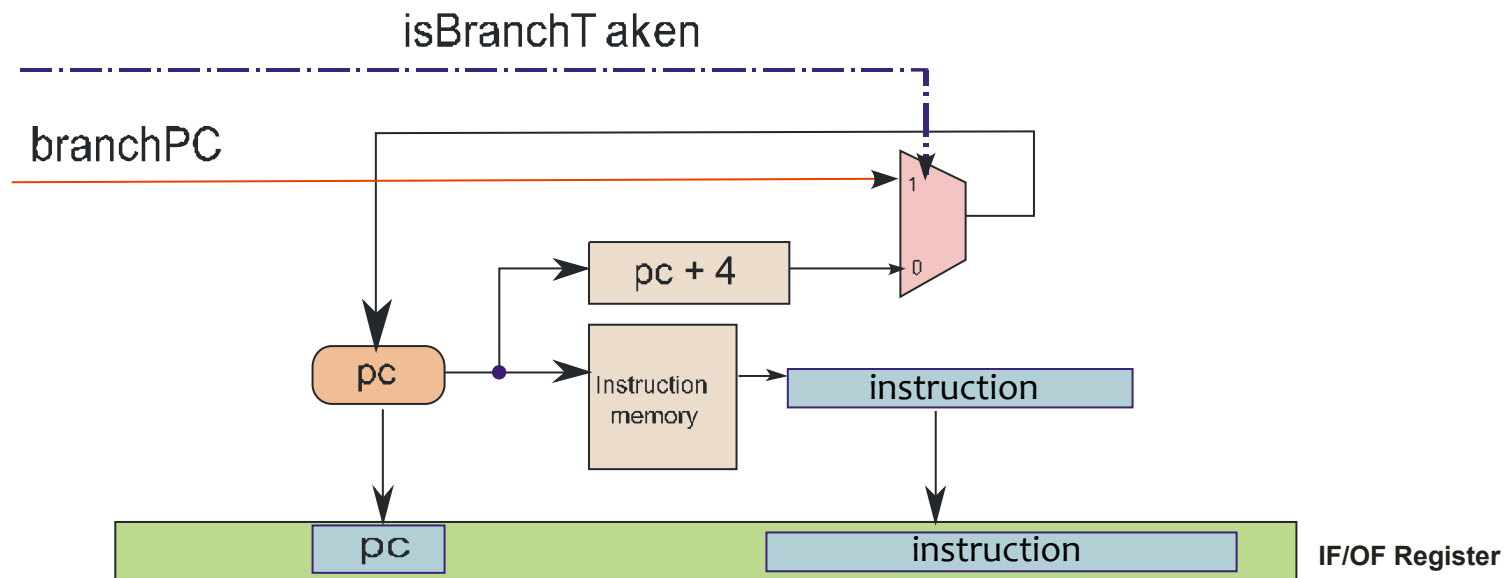 isBranchT aken
branchPC
1
0
pc + 4
pc
Instruction
memory
instruction
pc
instruction
IF/OF Register